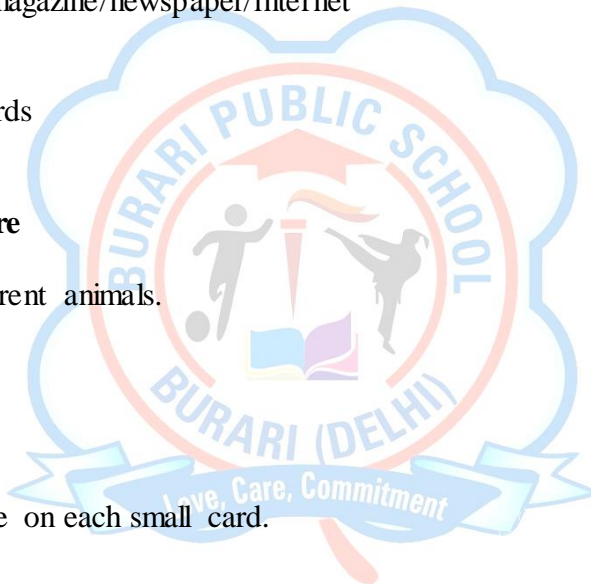 magazine/newspaper/internet
rds
BURARI PUBLIC SCHOOL
re
rent animals.
BURARI (DELHI)
Love, Care, Commitment
e on each small card.